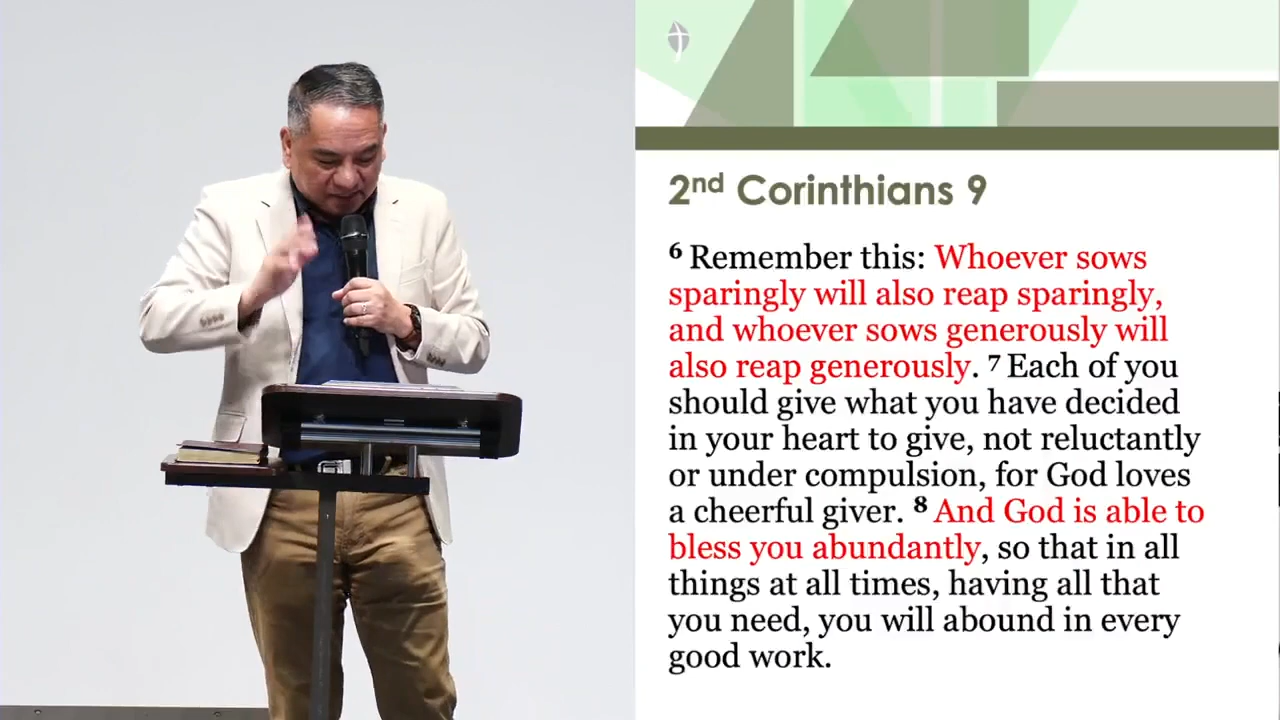 2nd Corinthians 9
6 Remember this: Whoever sows
sparingly will also reap sparingly,
and whoever sows generously will
also reap generously. 7 Each of you
should give what you have decided
in your heart to give, not reluctantly
or under compulsion, for God loves
a cheerful giver. 8 And God is able to
bless you abundantly, so that in all
things at all times, having all that
you need, you will abound in every
good work.